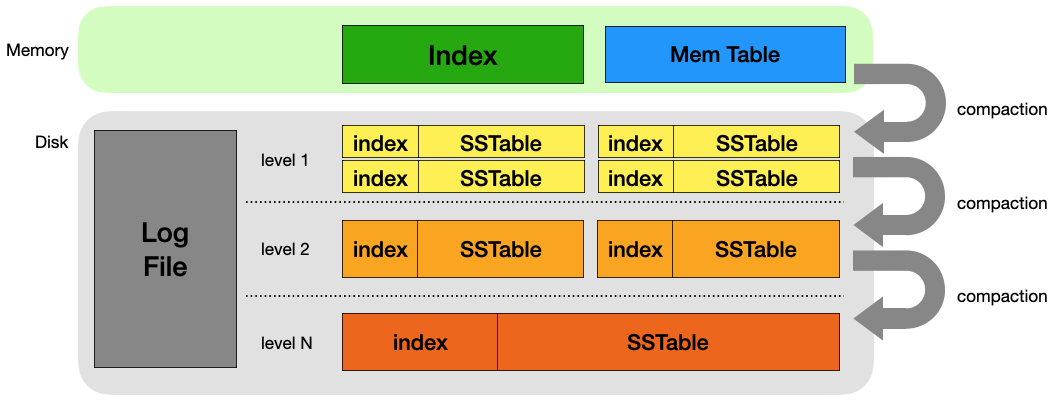 Memory
Index
Mem Table
compaction
Disk
Log
File
level 1
index SSTable index SSTable
index SSTable index SSTable
compaction
level 2
index SSTable index SSTable
compaction
level N
index SSTable